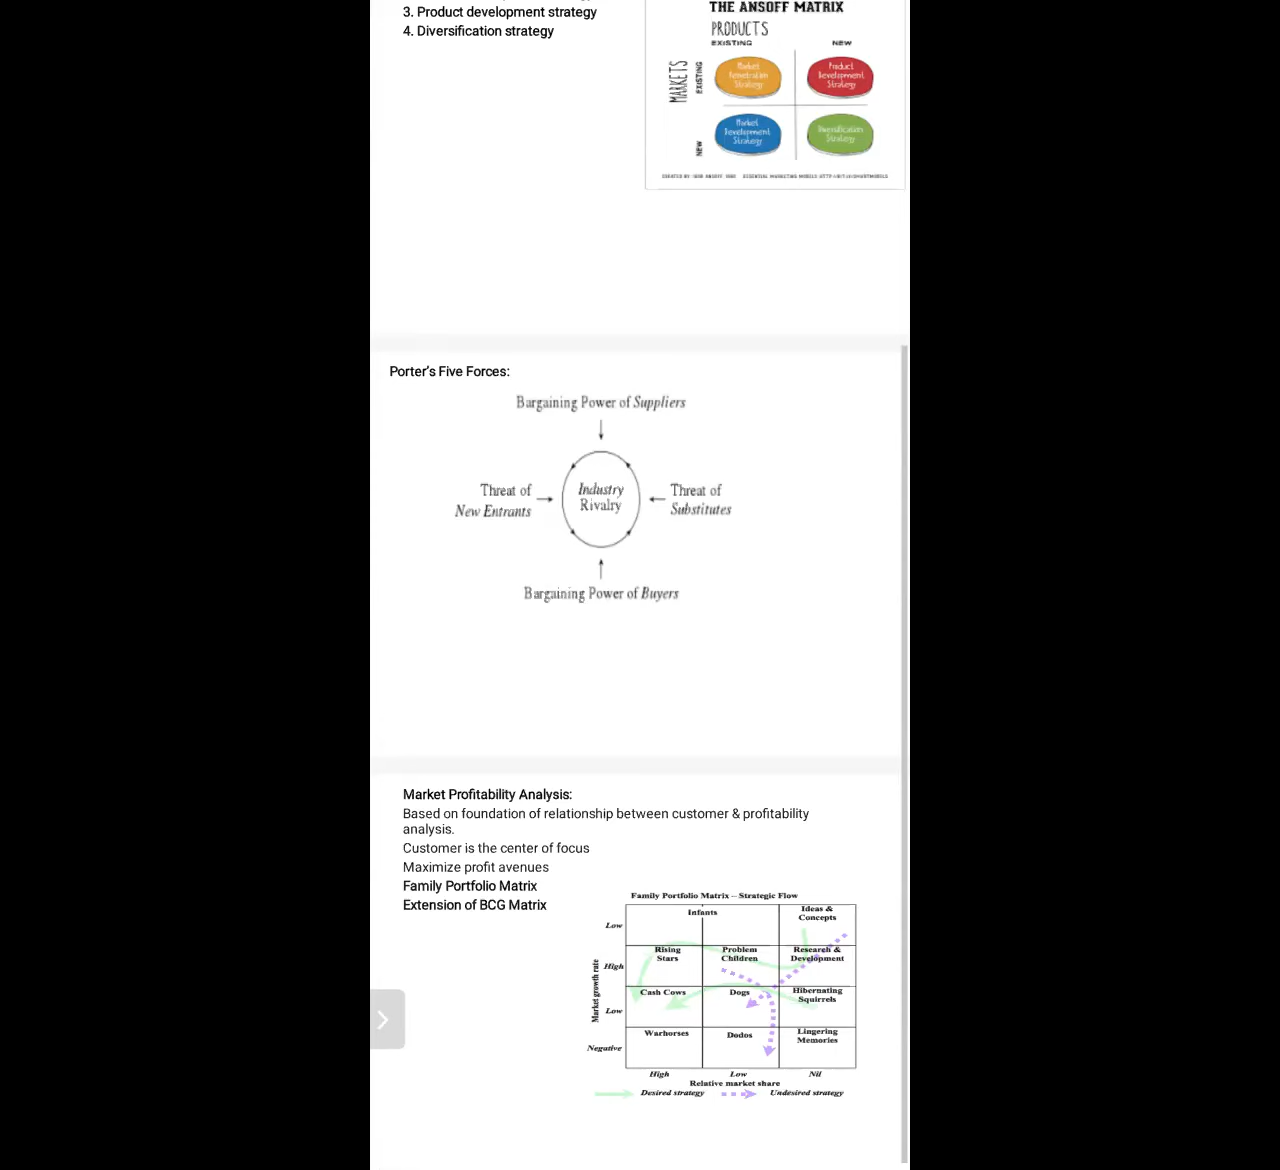 3. Product development strategy
4. Diversification strategy
THE ANSOFF MATRIX
PRODUCTS
EXISTING NEW
MARKETS
EXISTING
Market
Penetration
Strategy
Product
Development
Strategy
NEW
Market
Development
Strategy
Diversification
Strategy
Porter's Five Forces:
Bargaining Power of Suppliers
Threat of
New Entrants
Industry
Rivalry
Threat of
Substitutes
Bargaining Power of Buyers
Market Profitability Analysis:
Based on foundation of relationship between customer & profitability
analysis.
Customer is the center of focus
Maximize profit avenues
Family Portfolio Matrix
Extension of BCG Matrix
Family Portfolio Matrix – Strategic Flow
Market growth rate
Low
Infants
Ideas &
Concepts
High
Rising
Stars
Problem
Children
Research &
Development
Low
Cash Cows
Dogs
Hibernating
Squirrels
Negative
Warhorses
Dodos
Lingering
Memories
High Low Nil
Relative market share
Desired strategy Undesired strategy